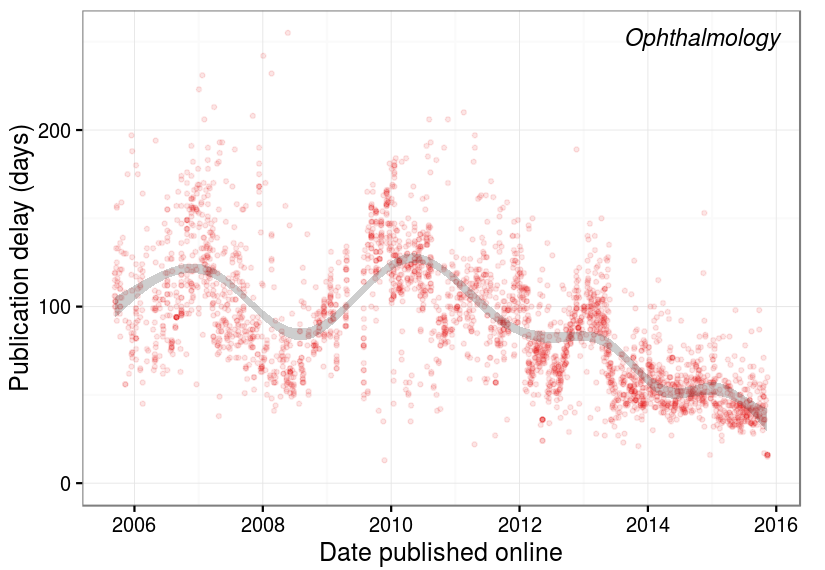 Ophthalmology
Publication delay (days)
200
100
0
2006 2008 2010 2012 2014 2016
Date published online